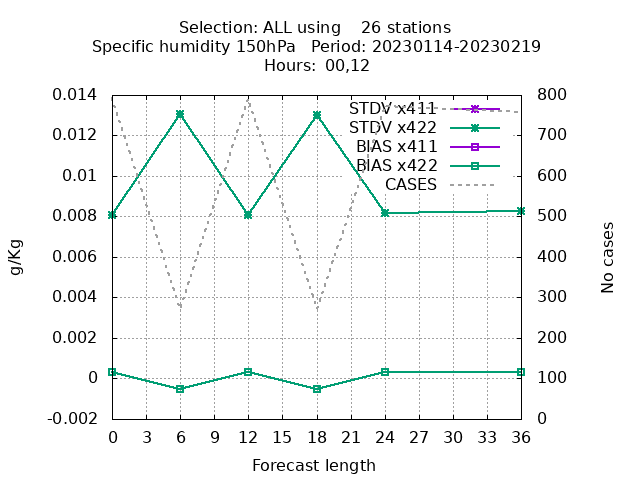 Selection: ALL using    26 stations
Specific humidity 150hPa   Period: 20230114-20230219
Hours: 00,12
0.014
0.012
0.01
0.008
0.006
0.004
0.002
0
-0.002
g/Kg
STDV x411
STDV x422
BIAS x411
BIAS x422
CASES
800
700
600
500
400
300
200
100
0
No cases
0 3 6 9 12 15 18 21 24 27 30 33 36
Forecast length